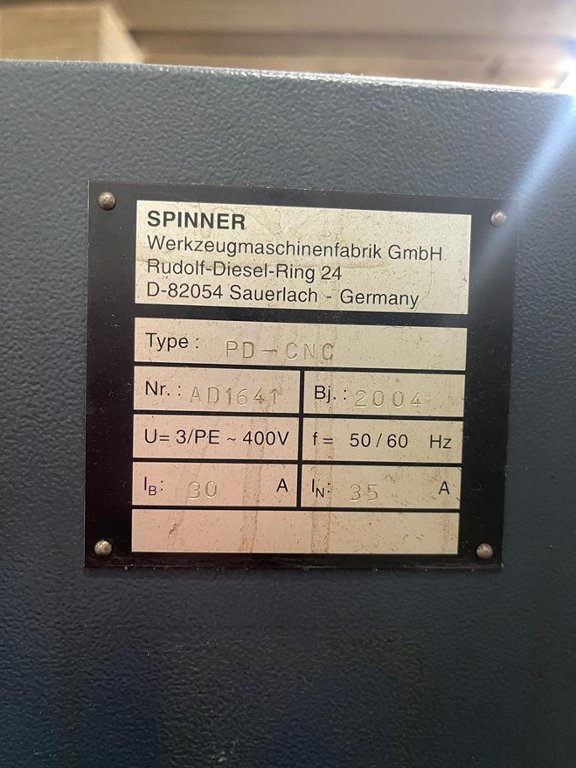 SPINNER
Werkzeugmaschinenfabrik GmbH
Rudolf-Diesel-Ring 24
D-82054 Sauerlach - Germany
Type : PD-CNC
Nr. : AD1641 Bj. : 2004
U= 3/PE ~ 400V f = 50 / 60 Hz
IB: 30 A IN: 35 A